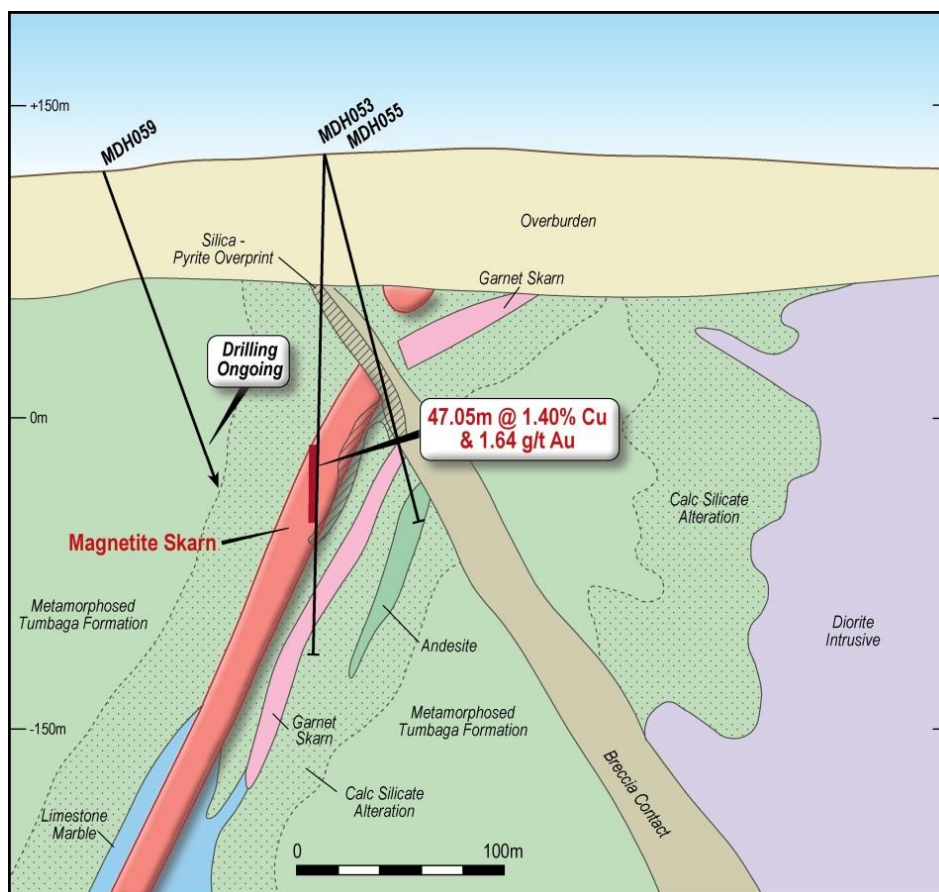 +150m
MDH059
MDH053
MDH055
Overburden
Silica -
Pyrite Overprint
Garnet Skarn
Drilling
Ongoing
0m
47.05m @ 1.40% Cu
& 1.64 g/t Au
Calc Silicate
Alteration
Magnetite Skarn
Metamorphosed
Tumbaga Formation
Diorite
Intrusive
Andesite
Metamorphosed
Tumbaga Formation
-150m
Garnet
Skarn
Breccia Contact
Calc Silicate
Alteration
Limestone
Marble
0
100m